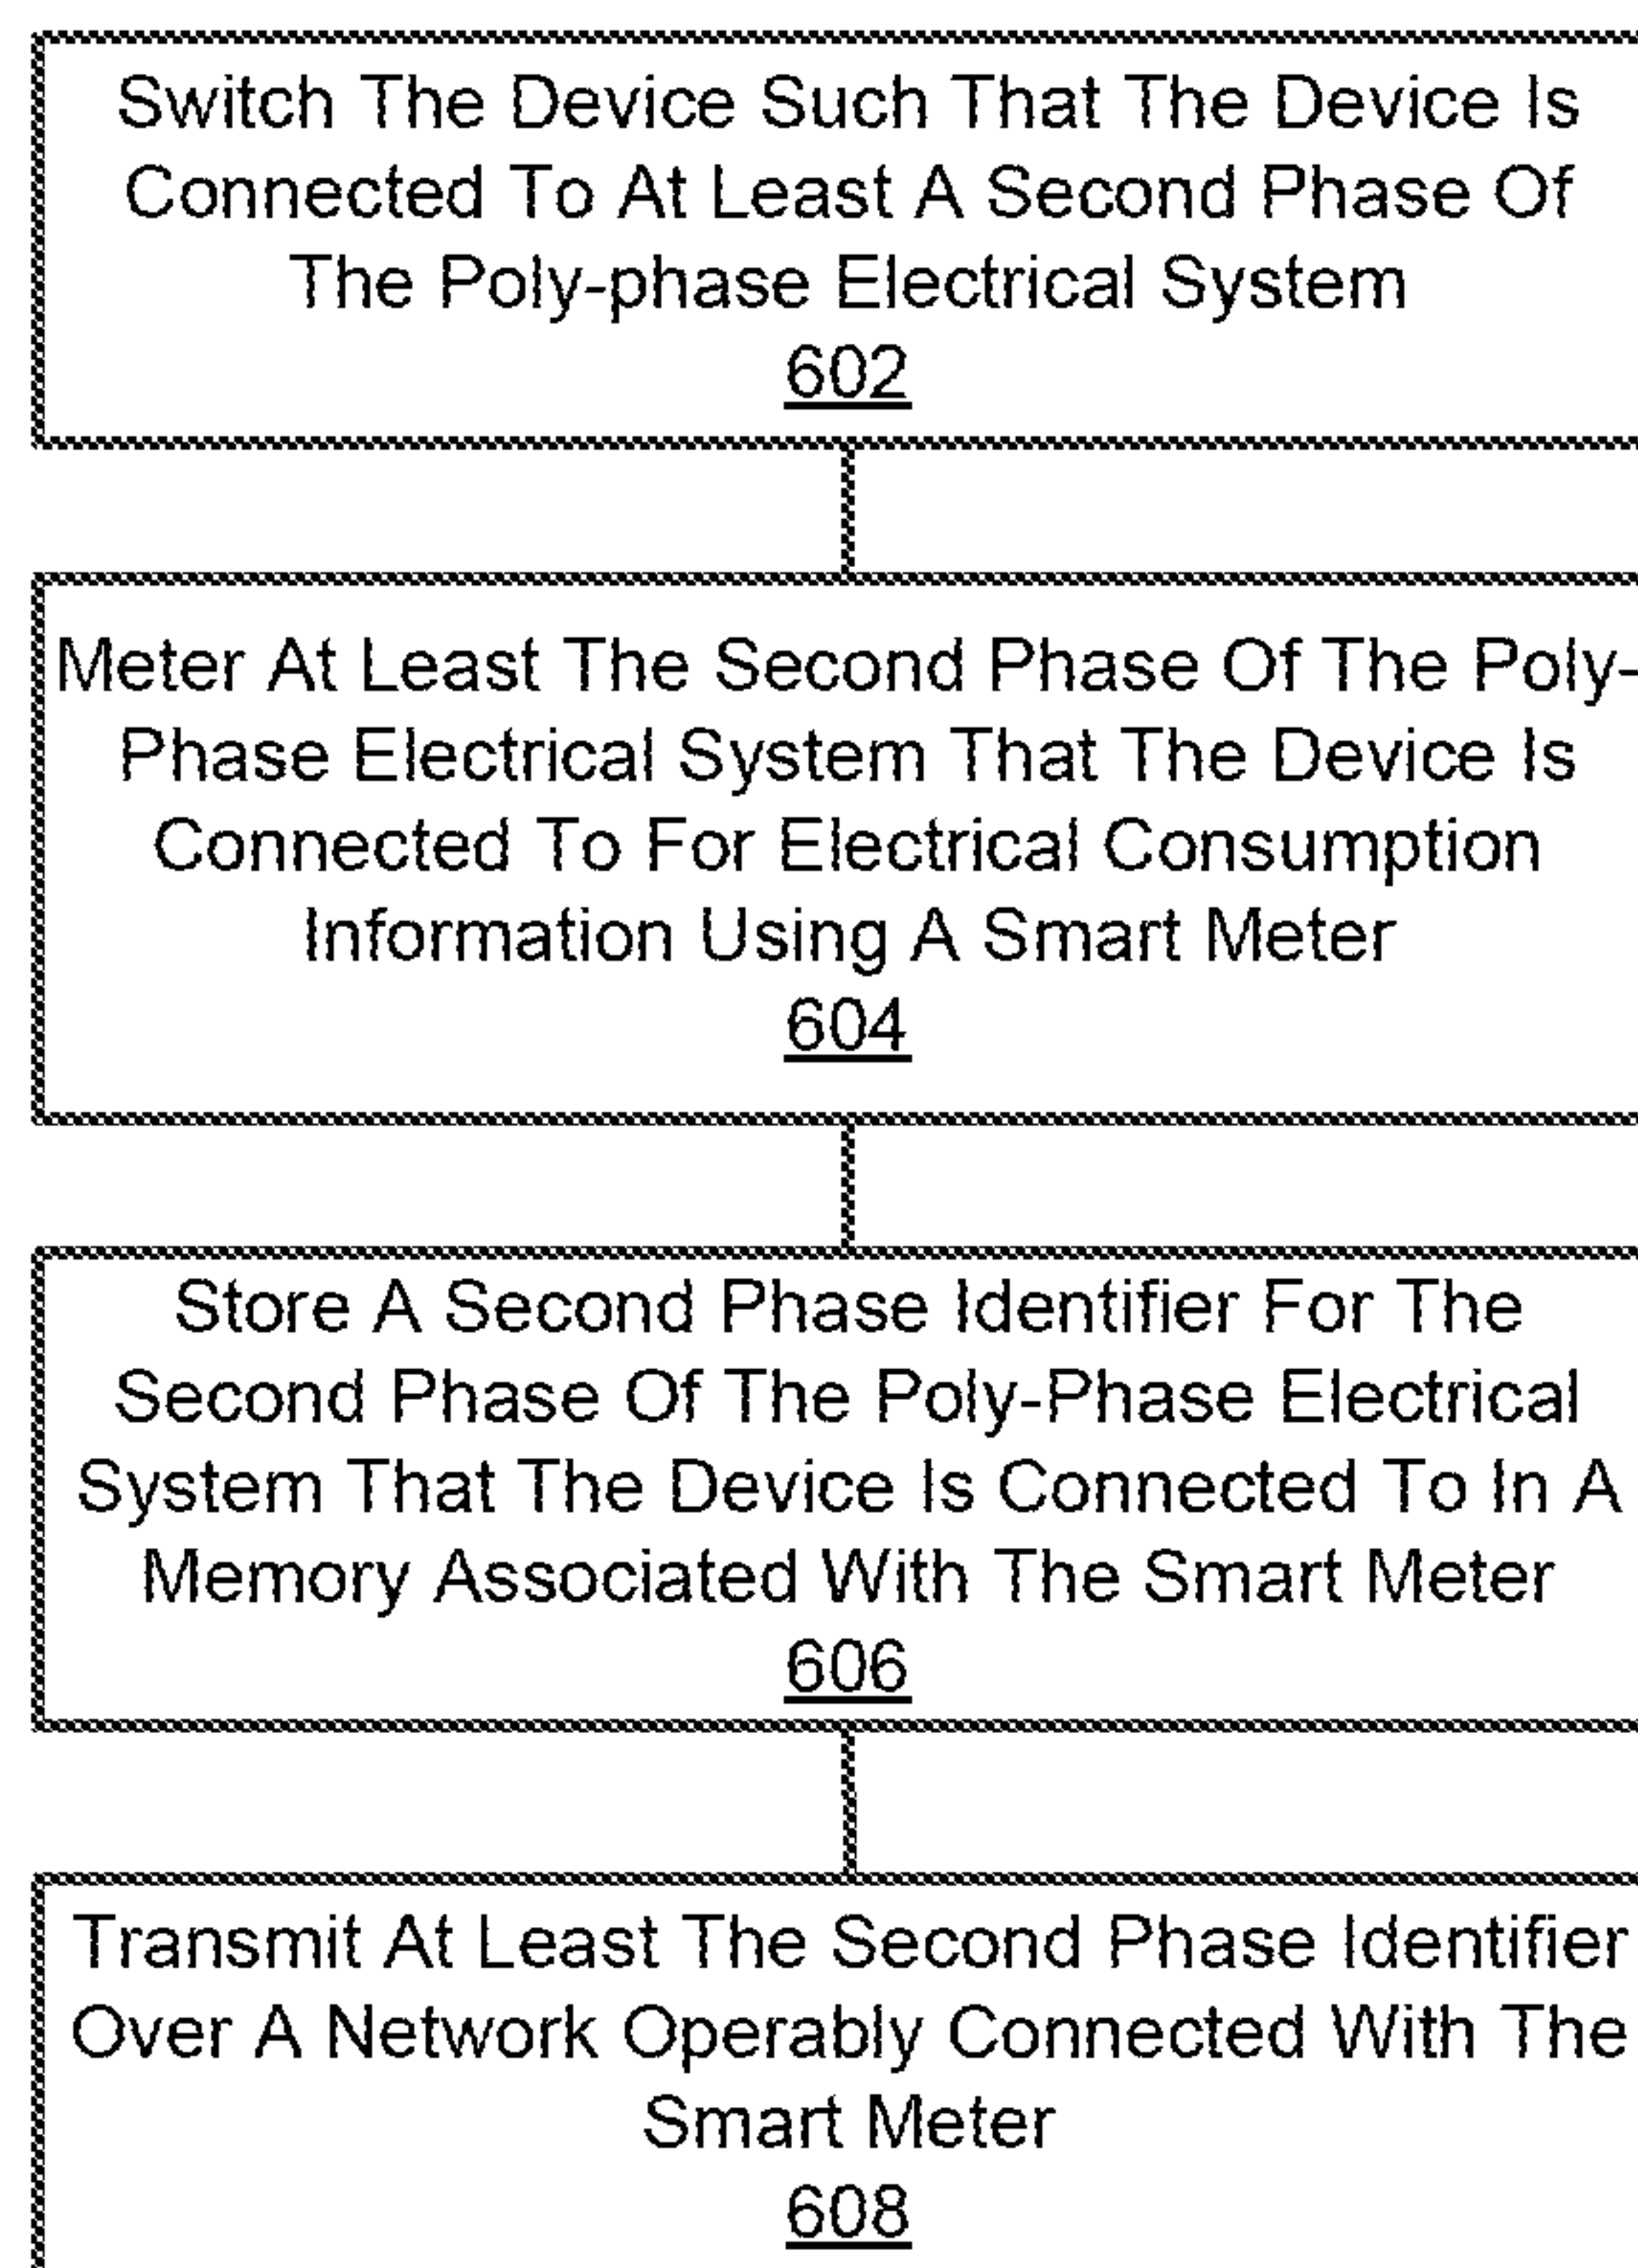 Switch The Device Such That The Device Is
Connected To At Least A Second Phase Of
The Poly-phase Electrical System
602
Meter At Least The Second Phase Of The Poly-
Phase Electrical System That The Device Is
Connected To For Electrical Consumption
Information Using A Smart Meter
604
Store A Second Phase Identifier For The
Second Phase Of The Poly-Phase Electrical
System That The Device Is Connected To In A
Memory Associated With The Smart Meter
606
Transmit At Least The Second Phase Identifier
Over A Network Operably Connected With The
Smart Meter
608